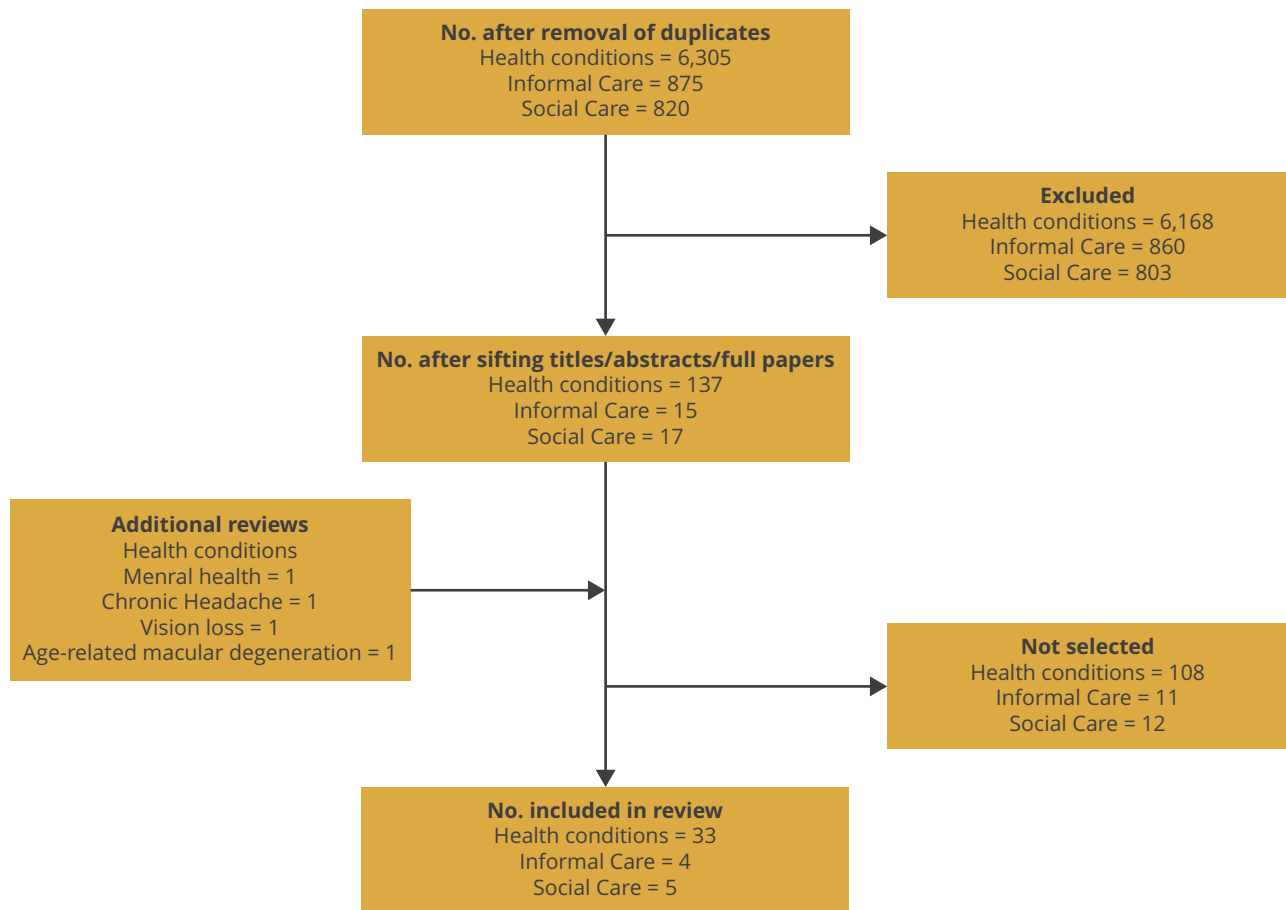 No. after removal of duplicates
Health conditions = 6,305
Informal Care = 875
Social Care = 820
Excluded
Health conditions = 6,168
Informal Care = 860
Social Care = 803
No. after sifting titles/abstracts/full papers
Health conditions = 137
Informal Care = 15
Social Care = 17
Additional reviews
Health conditions
Menral health = 1
Chronic Headache = 1
Vision loss = 1
Age-related macular degeneration = 1
Not selected
Health conditions = 108
Informal Care = 11
Social Care = 12
No. included in review
Health conditions = 33
Informal Care = 4
Social Care = 5